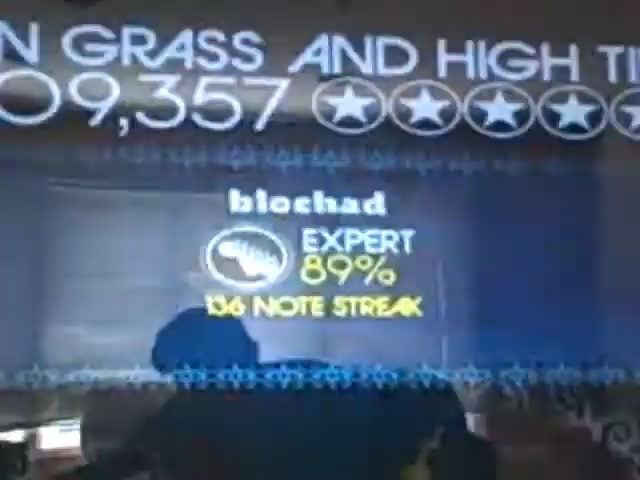 N GRASS AND HIGH TI
09,357
blochad
EXPERT
89%
136 NOTE STREAK